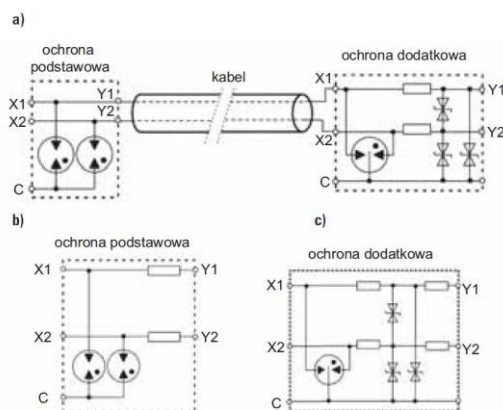 a)
ochrona
podstawowa
X1
Y1
X2
Y2
C
kabel
ochrona dodatkowa
X1
Y1
X2
Y2
C
b)
ochrona podstawowa
X1
Y1
X2
Y2
C
c)
ochrona dodatkowa
X1
Y1
X2
Y2
C